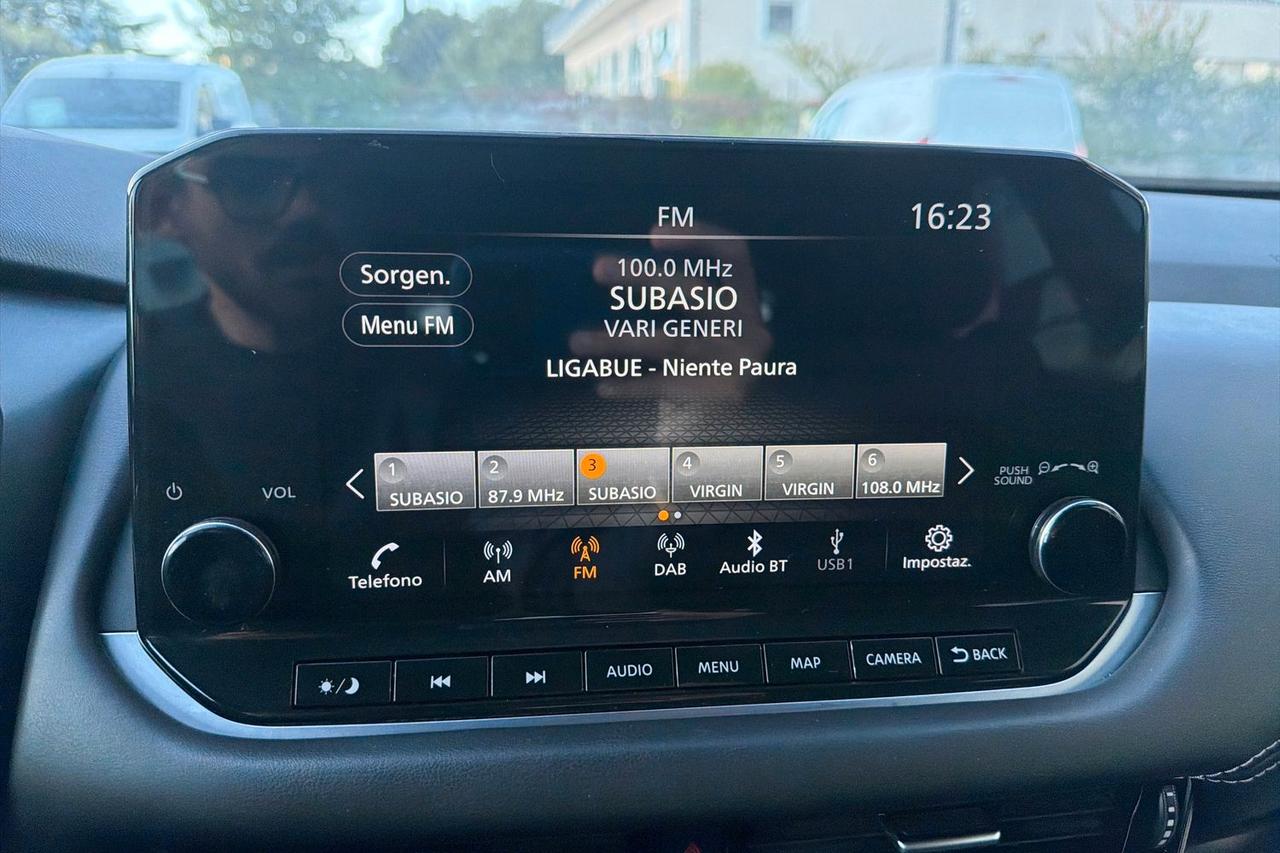 FM
16:23
Sorgen.
Menu FM
100.0 MHz
SUBASIO
VARI GENERI
LIGABUE - Niente Paura
1 SUBASIO
2 87.9 MHz
3 SUBASIO
4 VIRGIN
5 VIRGIN
6 108.0 MHz
VOL
PUSH
SOUND
Telefono
AM
FM
DAB
Audio BT
USB1
Impostaz.
AUDIO
MENU
MAP
CAMERA
BACK